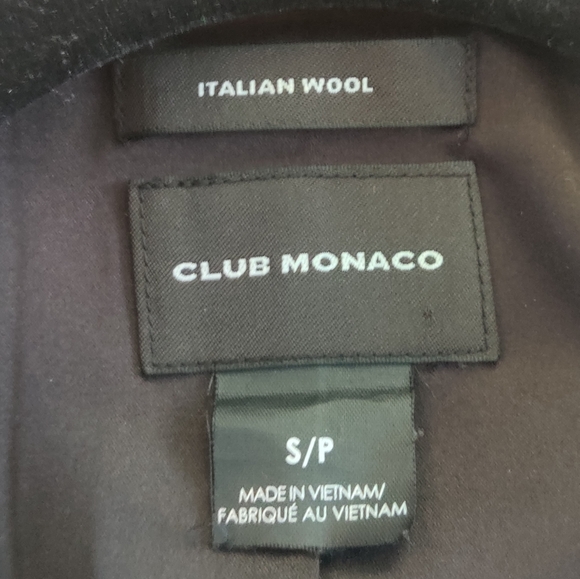 ITALIAN WOOL
CLUB MONACO
S/P
MADE IN VIETNAM/
FABRIQUÉ AU VIETNAM